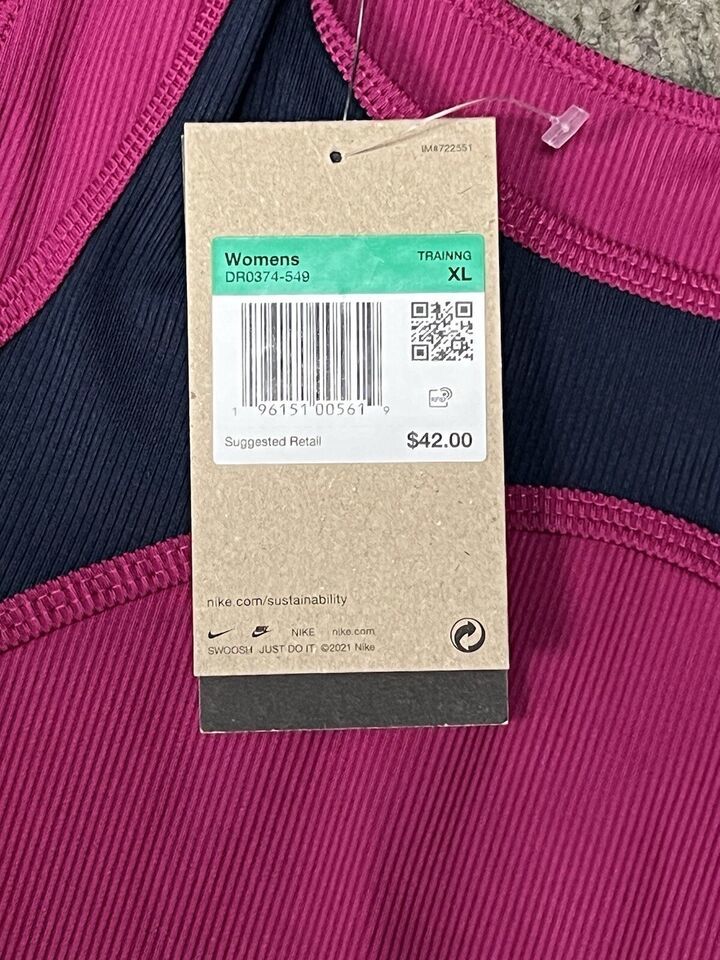 IM#722551
Womens
TRAINNG
DR0374-549
XL
1 96151 00561 9
RFID
Suggested Retail
$42.00
nike.com/sustainability
NIKE nike.com
SWOOSH JUST DO IT ©2021 Nike